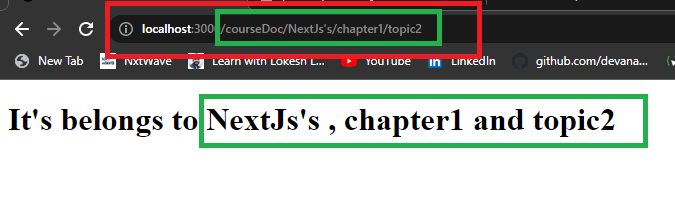 localhost:3000/courseDoc/NextJs's/chapter1/topic2
New Tab NxtWave Learn with Lokesh L... YouTube LinkedIn github.com/devana...
It's belongs to NextJs's , chapter1 and topic2